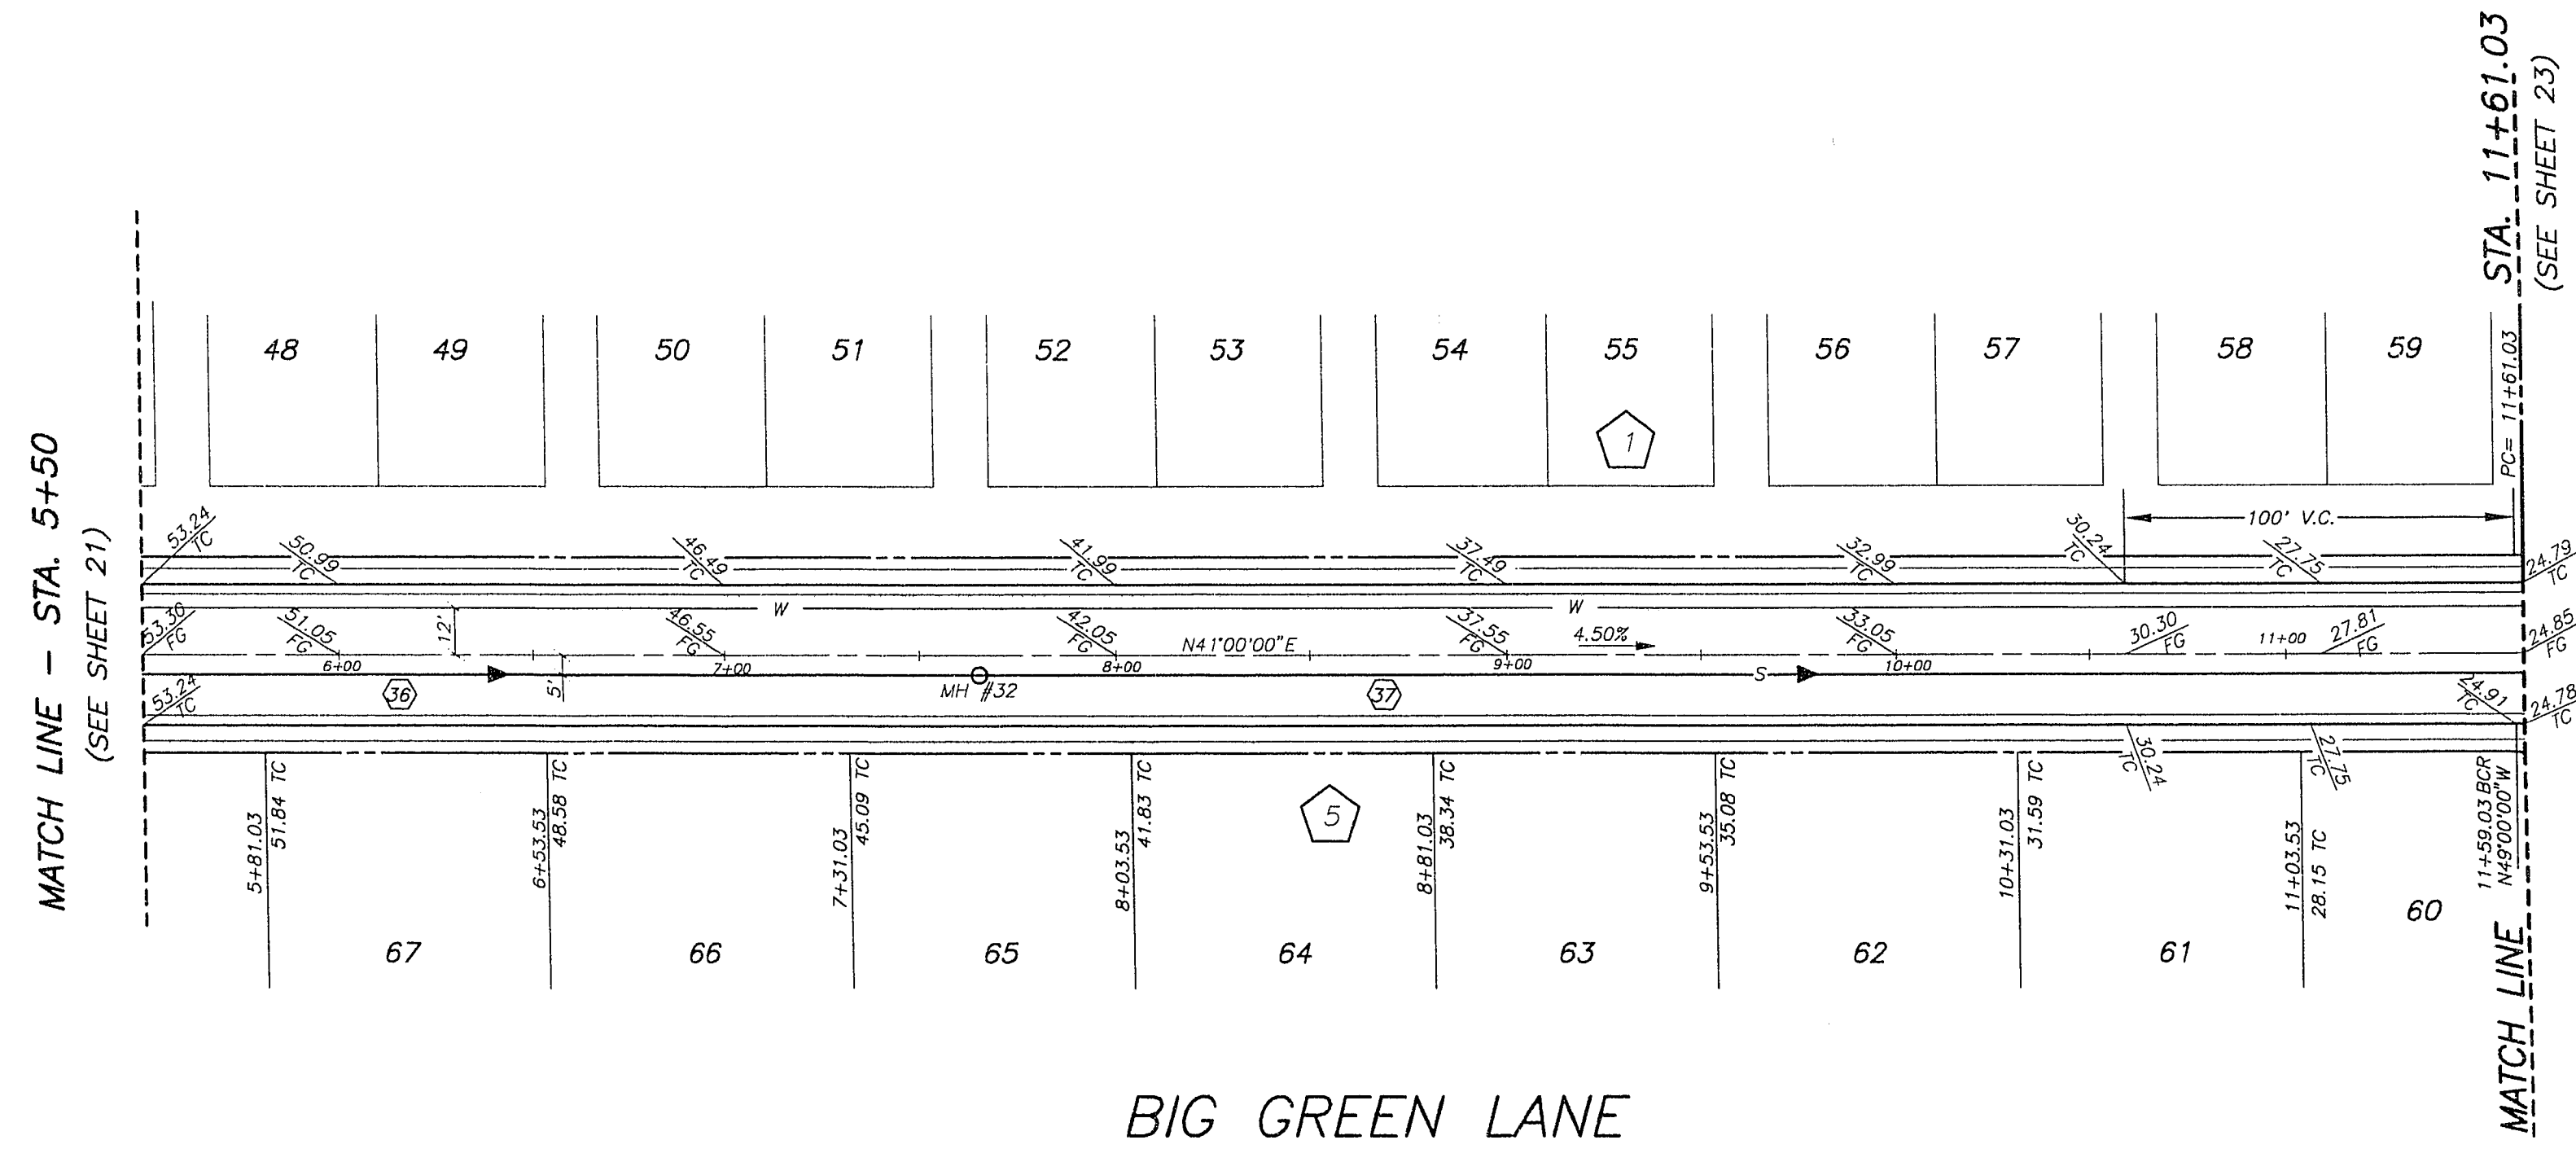 MATCH LINE – STA. 5+50
(SEE SHEET 21)
STA. 11+61.03
(SEE SHEET 23)
MATCH LINE
48
49
50
51
52
53
54
55
56
57
58
59
1
PC= 11+61.03
100' V.C.
53.24 TC
50.99 TC
46.49 TC
41.99 TC
37.49 TC
32.99 TC
30.24 TC
27.75 TC
24.79 TC
W
W
12'
53.30 FG
51.05 FG
46.55 FG
42.05 FG
N41°00'00"E
37.55 FG
4.50%
33.05 FG
30.30 FG
11+00
27.81 FG
24.85 FG
6+00
7+00
8+00
9+00
10+00
36
5'
MH #32
37
S
53.24 TC
24.91 TC
24.78 TC
30.24 TC
27.75 TC
5+81.03
51.84 TC
6+53.53
48.58 TC
7+31.03
45.09 TC
8+03.53
41.83 TC
5
8+81.03
38.34 TC
9+53.53
35.08 TC
10+31.03
31.59 TC
11+03.53
28.15 TC
11+59.03 BCR
N49°00'00"W
67
66
65
64
63
62
61
60
BIG GREEN LANE